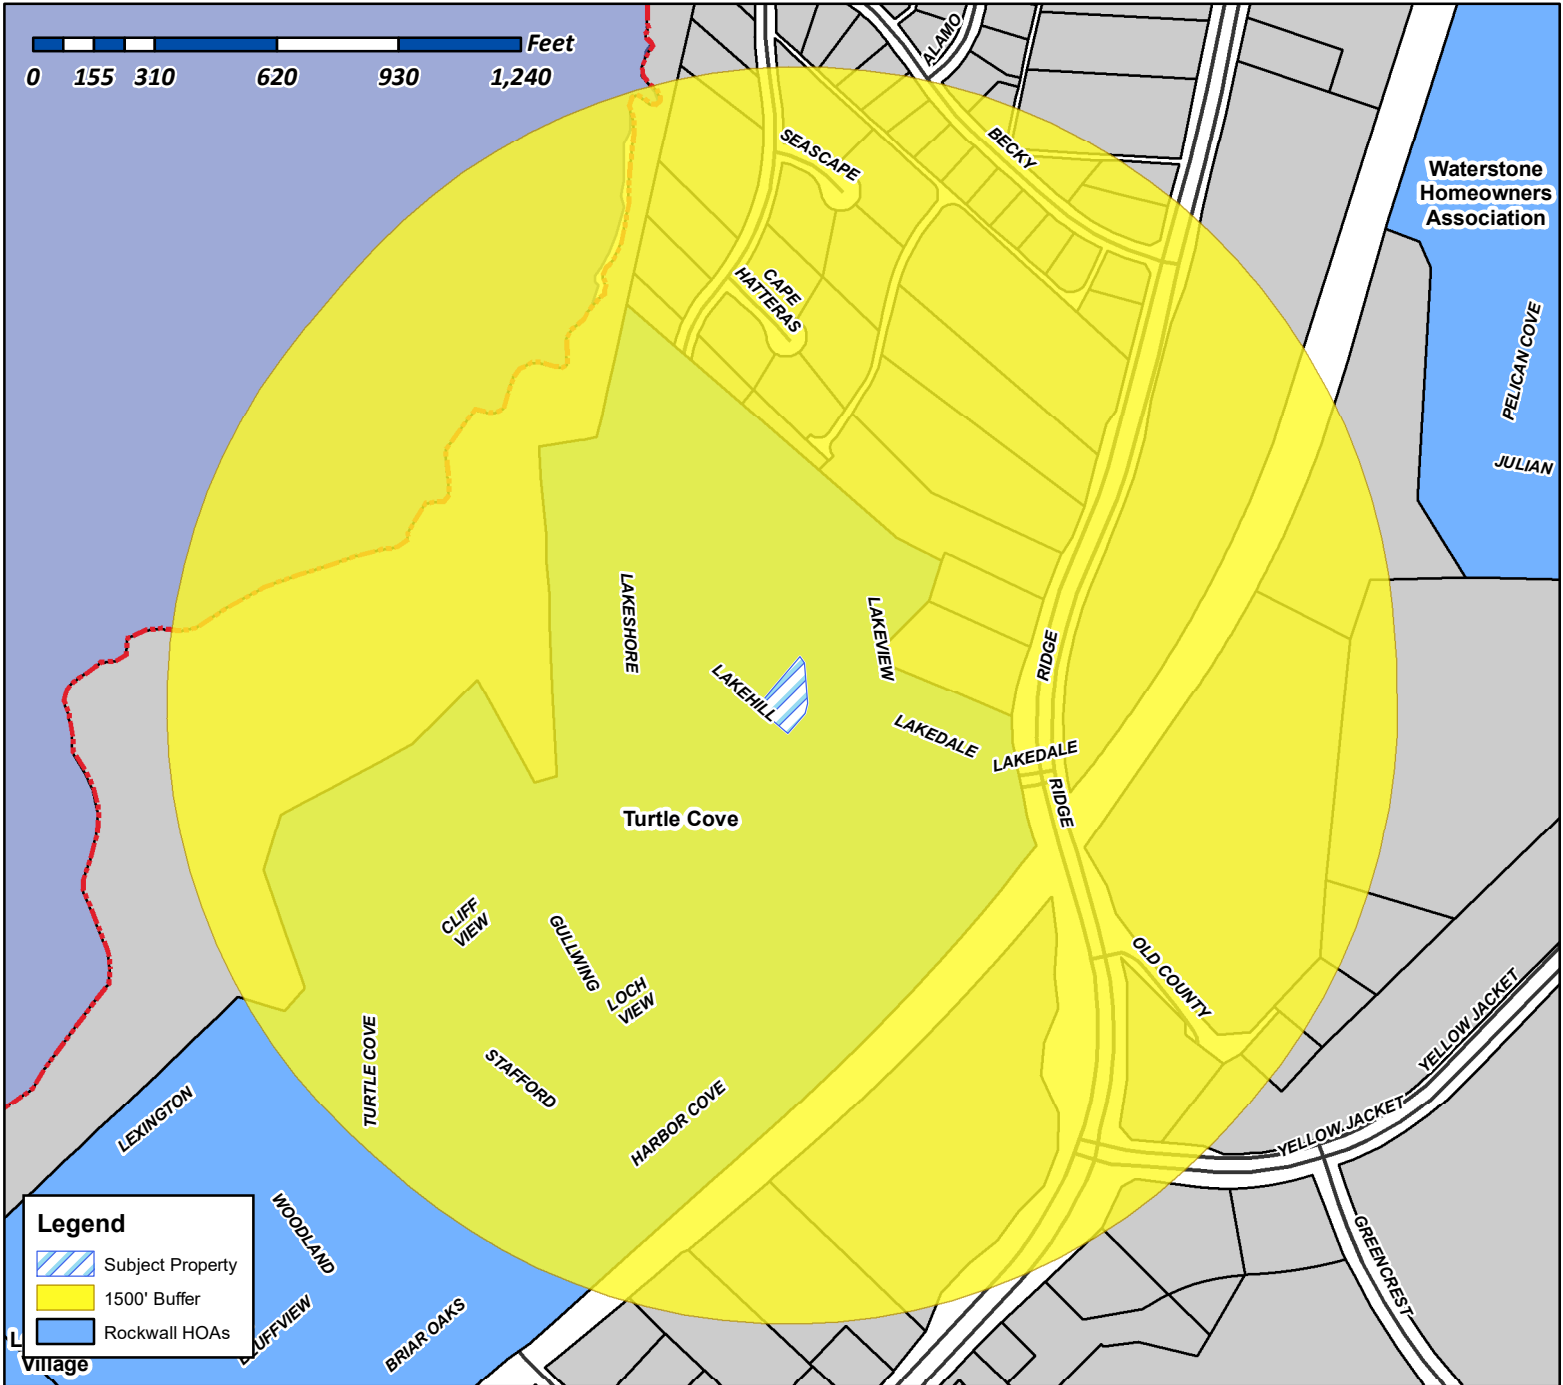 Feet
0 155 310 620 930 1,240
ALAMO
SEASCAPE
BECKY
Waterstone
Homeowners
Association
CAPE
HATTERAS
PELICAN COVE
JULIAN
LAKESHORE
LAKEVIEW
RIDGE
LAKEHILL
LAKEDALE
LAKEDALE
RIDGE
Turtle Cove
CLIFF
VIEW
GULLWING
LOCH
VIEW
OLD COUNTY
YELLOW JACKET
TURTLE COVE
STAFFORD
HARBOR COVE
LEXINGTON
YELLOW JACKET
WOODLAND
GREENCREST
BRIAR OAKS
Legend
Subject Property
1500' Buffer
Rockwall HOAs
Village